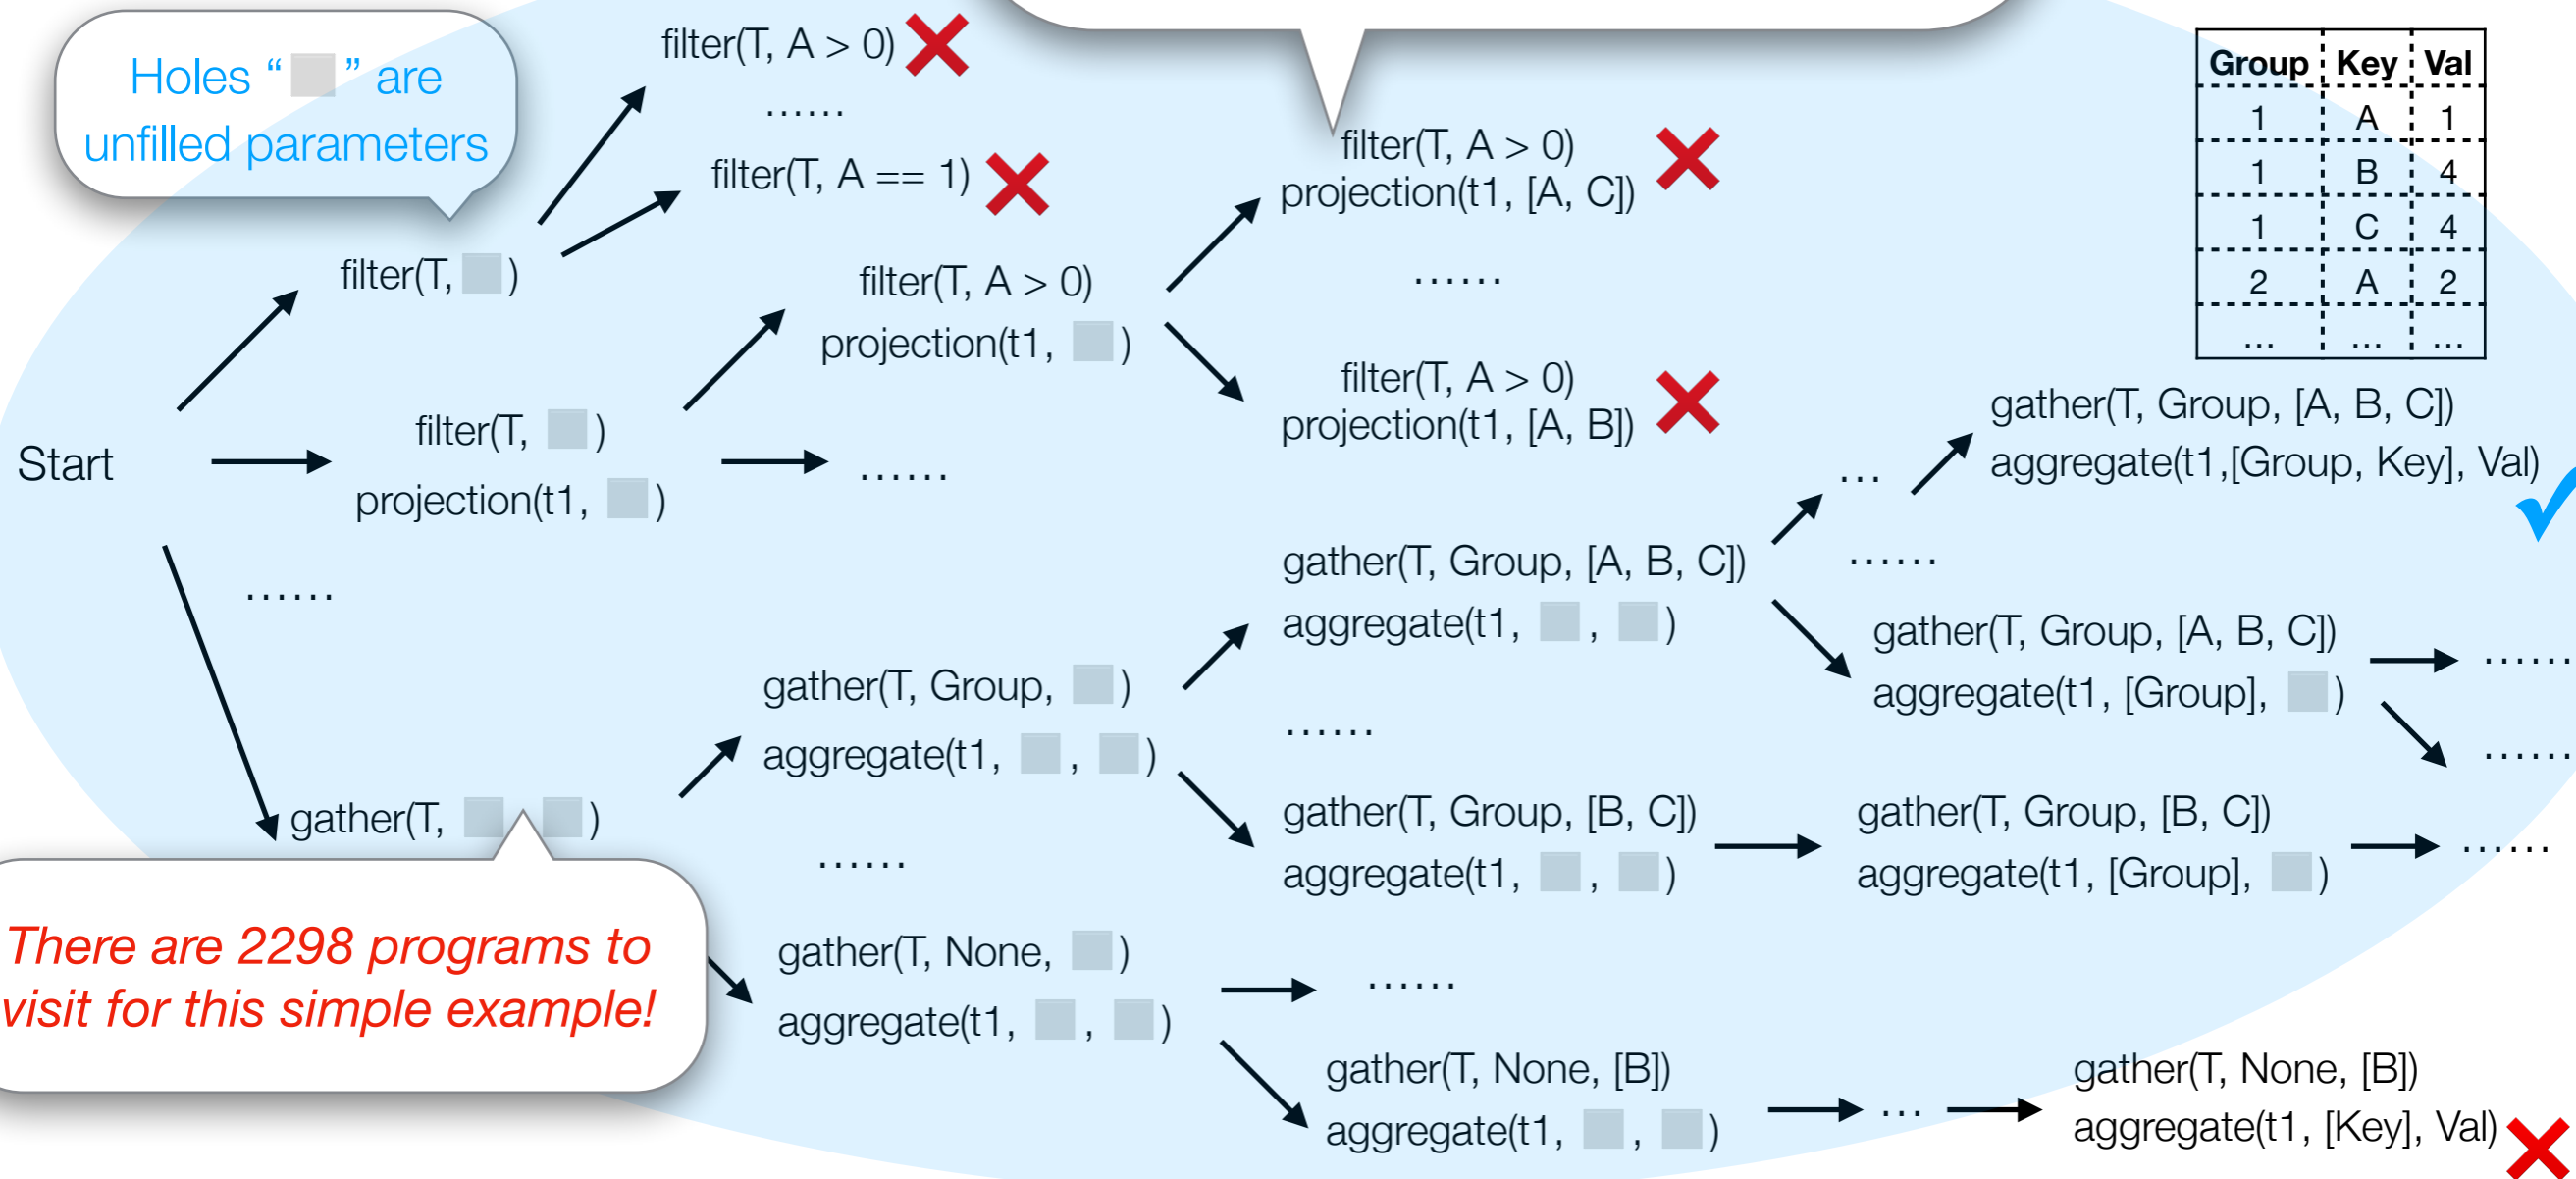 Holes “ ” are
unfilled parameters
filter(T, A > 0)
......
filter(T, A == 1)
filter(T, )
filter(T, A > 0)
projection(t1, )
filter(T, A > 0)
projection(t1, [A, C])
......
filter(T, A > 0)
projection(t1, [A, B])
Group Key Val
1 A 1
1 B 4
1 C 4
2 A 2
... ... ...
Start
filter(T, )
projection(t1, )
......
......
gather(T, Group, [A, B, C])
aggregate(t1,[Group, Key], Val)
...
......
gather(T, Group, [A, B, C])
aggregate(t1, , )
gather(T, Group, [A, B, C])
aggregate(t1, [Group], )
......
......
gather(T, Group, )
aggregate(t1, , )
......
gather(T, Group, [B, C])
aggregate(t1, , )
gather(T, Group, [B, C])
aggregate(t1, [Group], )
......
gather(T, )
......
There are 2298 programs to
visit for this simple example!
gather(T, None, )
aggregate(t1, , )
......
gather(T, None, [B])
aggregate(t1, , )
...
gather(T, None, [B])
aggregate(t1, [Key], Val)